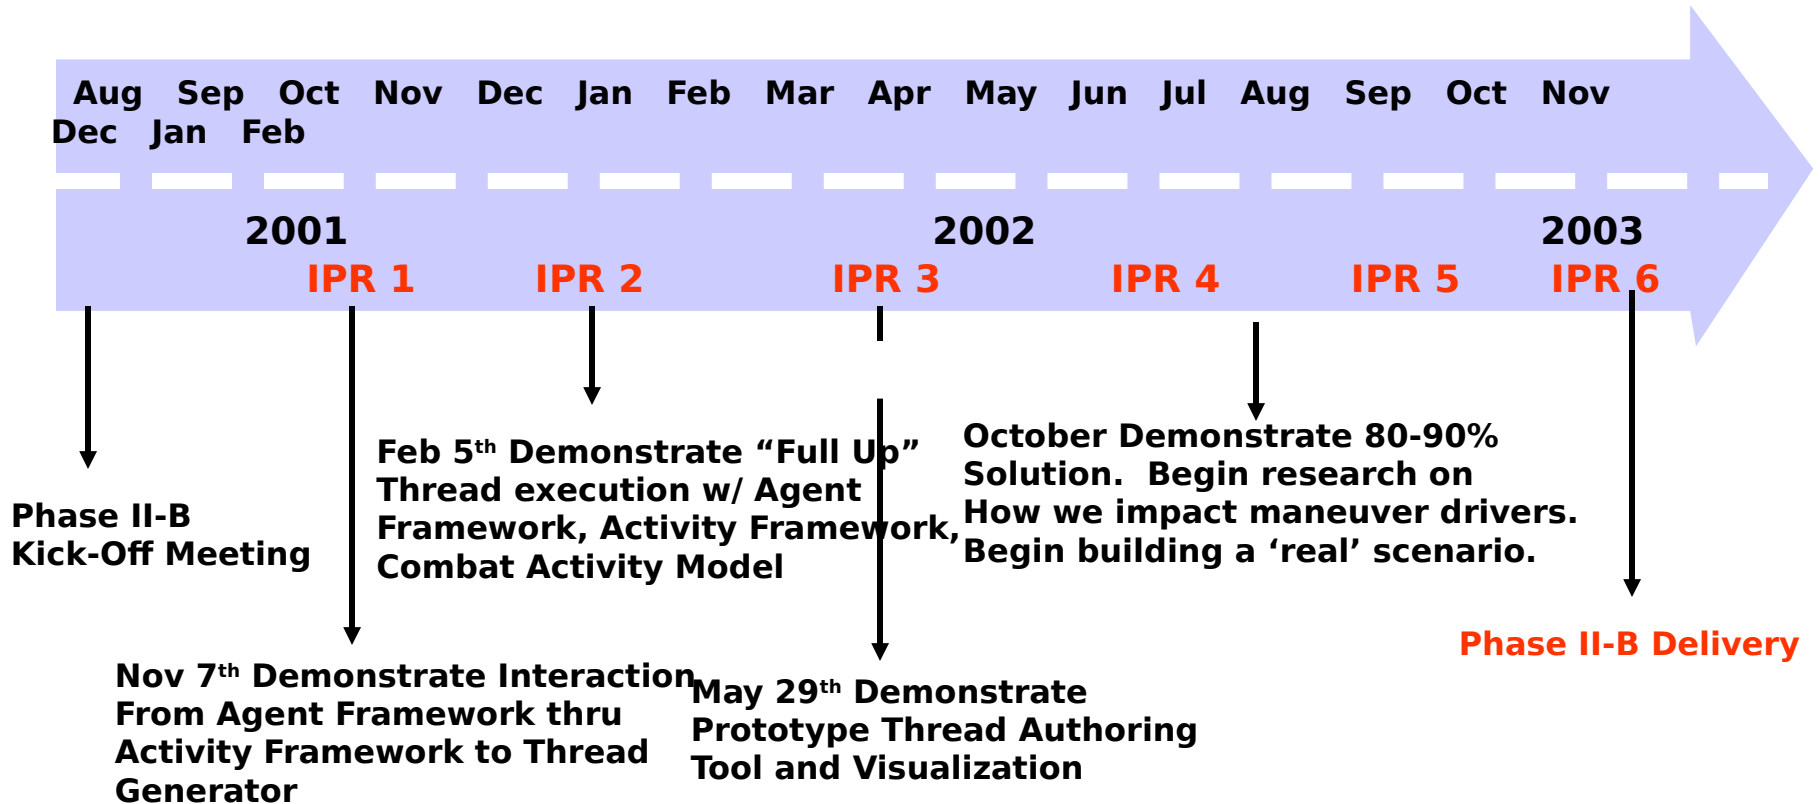 Aug Sep Oct Nov Dec Jan Feb Mar Apr May Jun Jul Aug Sep Oct Nov
Dec Jan Feb
2001 2002 2003
IPR 1 IPR 2 IPR 3 IPR 4 IPR 5 IPR 6
Phase II-B
Kick-Off Meeting
Feb 5th Demonstrate “Full Up”
Thread execution w/ Agent
Framework, Activity Framework,
Combat Activity Model
October Demonstrate 80-90%
Solution.  Begin research on
How we impact maneuver drivers.
Begin building a ‘real’ scenario.
Nov 7th Demonstrate Interaction
From Agent Framework thru
Activity Framework to Thread
Generator
May 29th Demonstrate
Prototype Thread Authoring
Tool and Visualization
Phase II-B Delivery